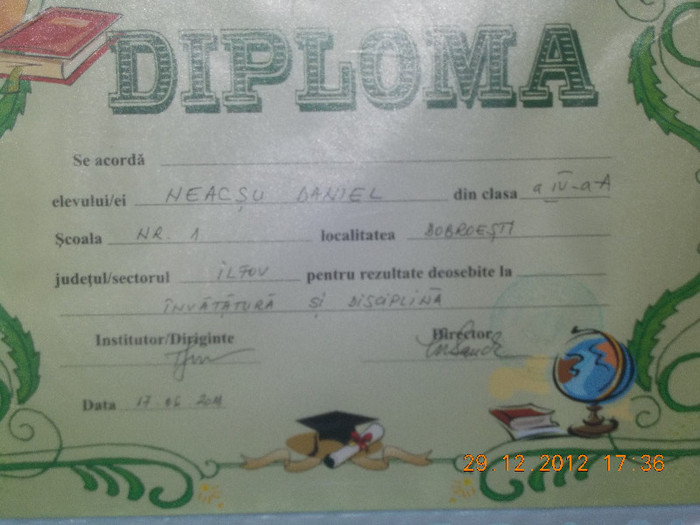 DIPLOMA
Se acordă
elevului/ei NEACȘU DANIEL din clasa a IV-a-A
Școala NR. 1 localitatea DOBROEȘTI
județul/sectorul ILFOV pentru rezultate deosebite la
ÎNVĂȚĂTURĂ ȘI DISCIPLINĂ
Institutor/Diriginte Director
Data 17 06 2011
29.12.2012 17:36